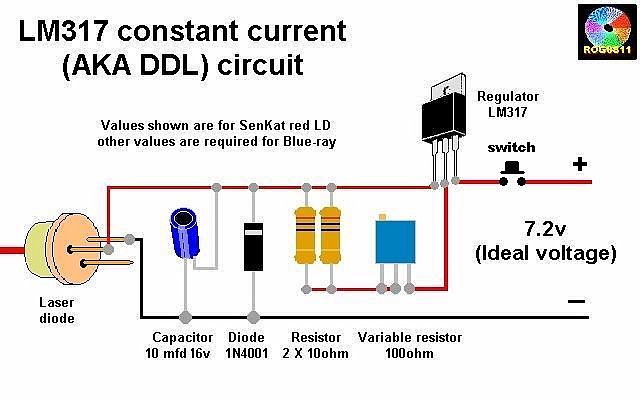 LM317 constant current
(AKA DDL) circuit
ROG8811
Values shown are for SenKat red LD
other values are required for Blue-ray
Regulator
LM317
switch
+
7.2v
(Ideal voltage)
–
Laser
diode
Capacitor
10 mfd 16v
Diode
1N4001
Resistor
2 X 10ohm
Variable resistor
100ohm